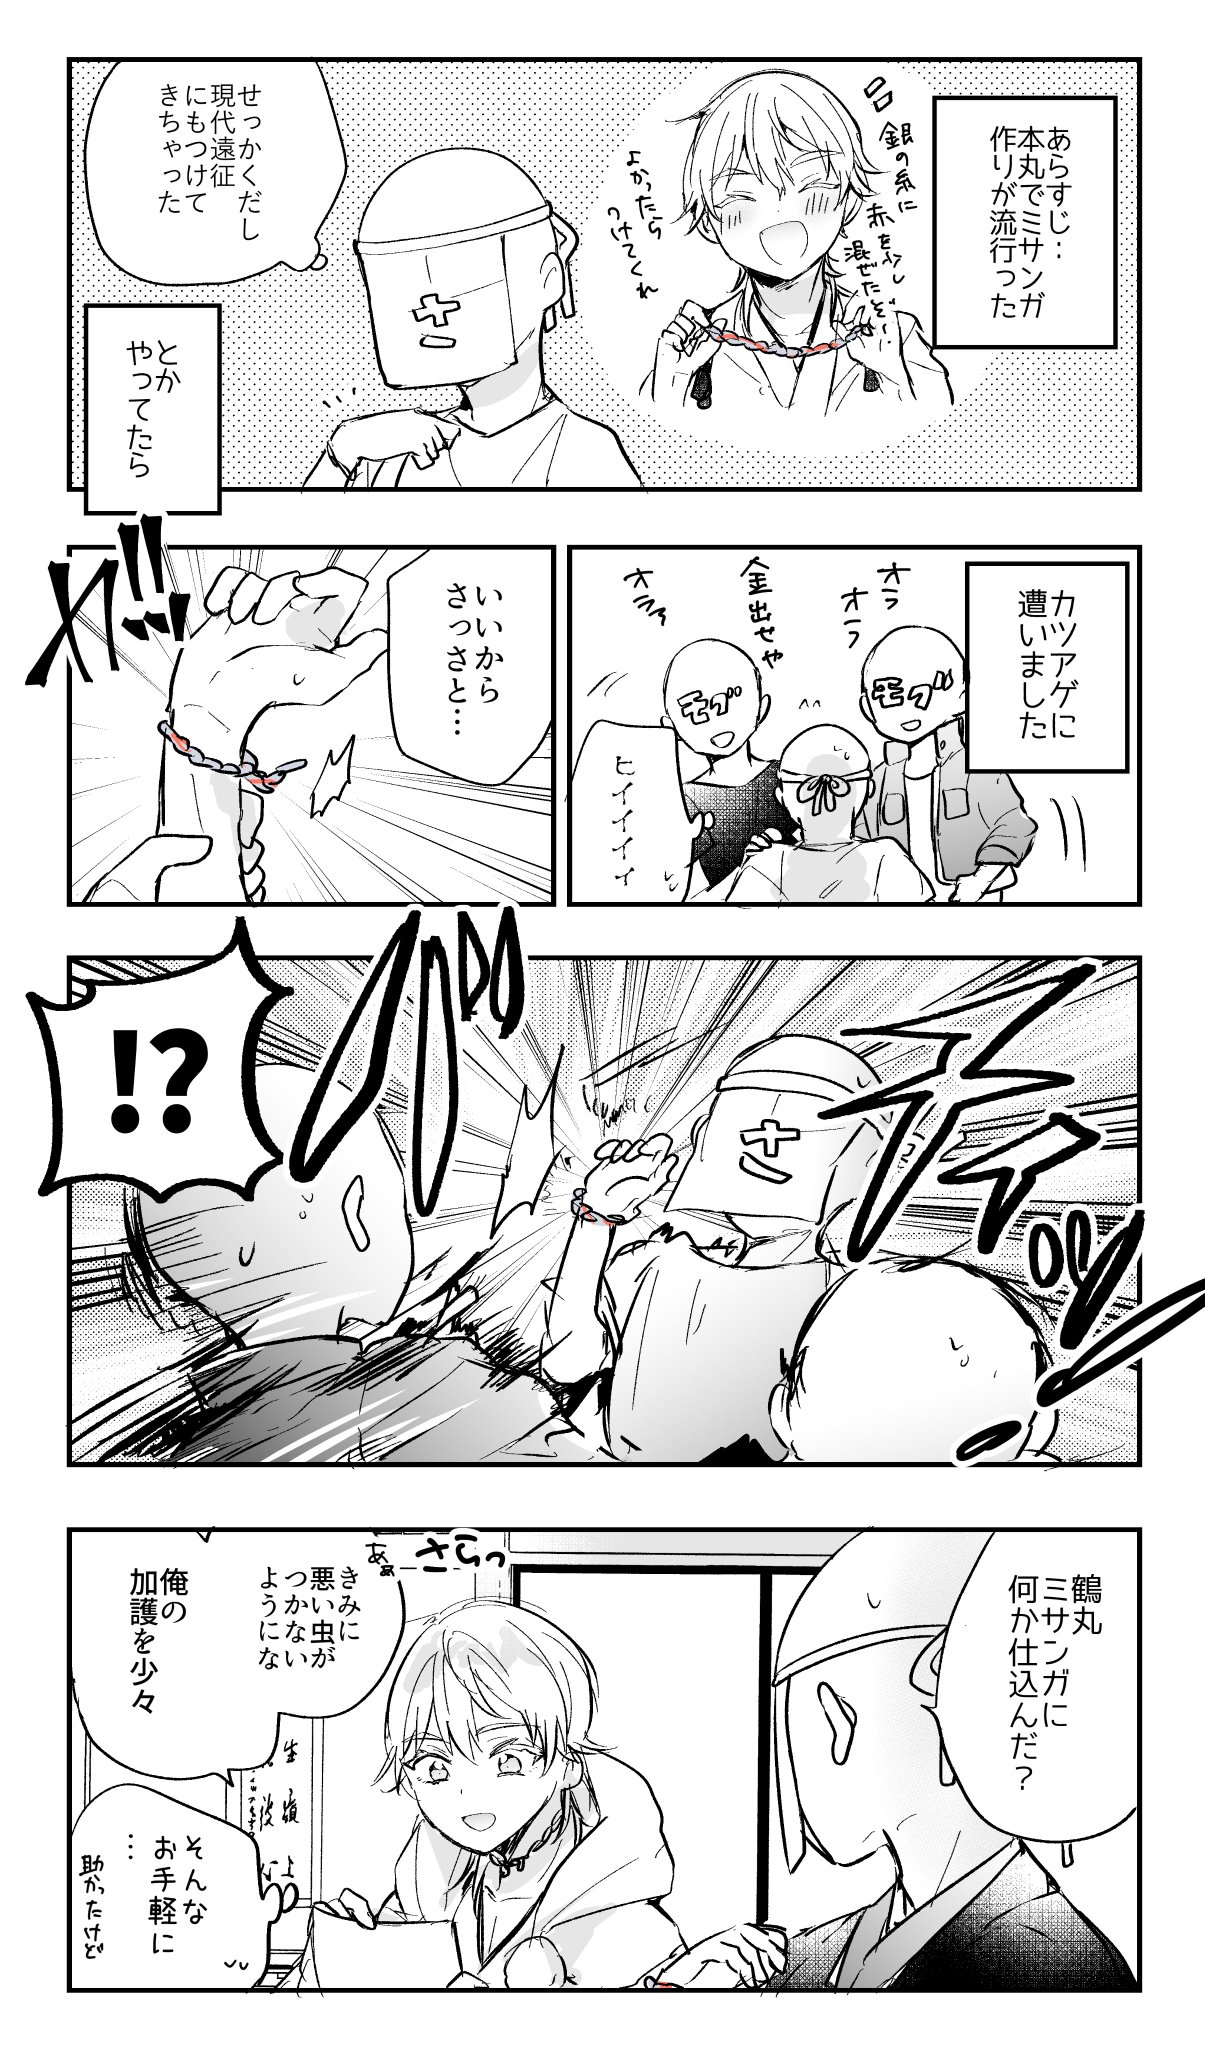 あらすじ：
本丸でミサンガ
作りが流行った
銀の糸に
赤を少し
混ぜたぞ
よかったら
つけてくれ
せっかくだし
現代遠征
にもつけて
きちゃった
さ
とか
やってたら
カツアゲに
遭いました
オラ
オラ
金出せや
オラ
モブ
モブ
ヒイイイイィ
いいから
さっさと…
さ
!?
鶴丸
ミサンガに
何か仕込んだ？
さらっ
あぁ
きみに
悪い虫が
つかない
ようにな
俺の
加護を少々
そんな
お手軽に
…
助かったけど